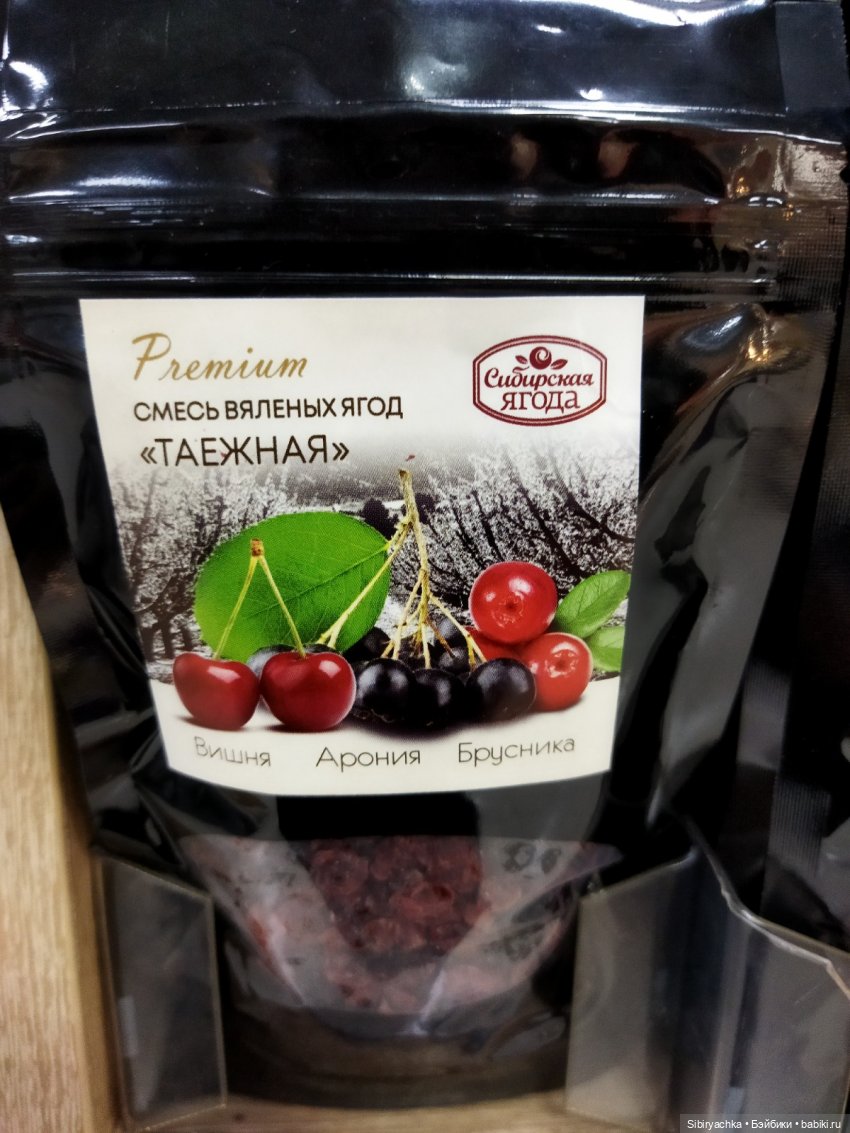 Premium
СМЕСЬ ВЯЛЕНЫХ ЯГОД
«ТАЕЖНАЯ»
Сибирская
ЯГОДА
Вишня Арония Брусника
Sibiryachka • Бэйбики • babiki.ru